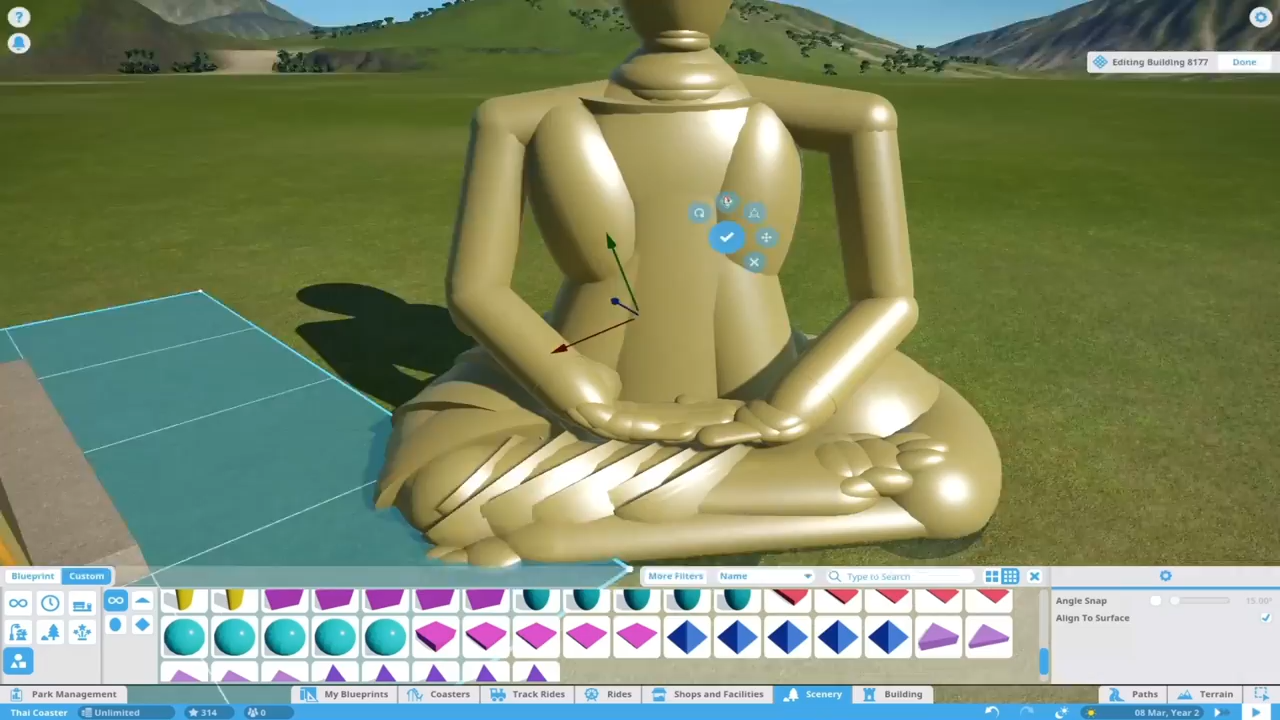 ?
Editing Building 8177
Done
Blueprint
Custom
More Filters
Name
Type to Search
Angle Snap
15.00°
Align To Surface
Park Management
My Blueprints
Coasters
Track Rides
Rides
Shops and Facilities
Scenery
Building
Paths
Terrain
Thai Coaster
Unlimited
314
0
08 Mar, Year 2